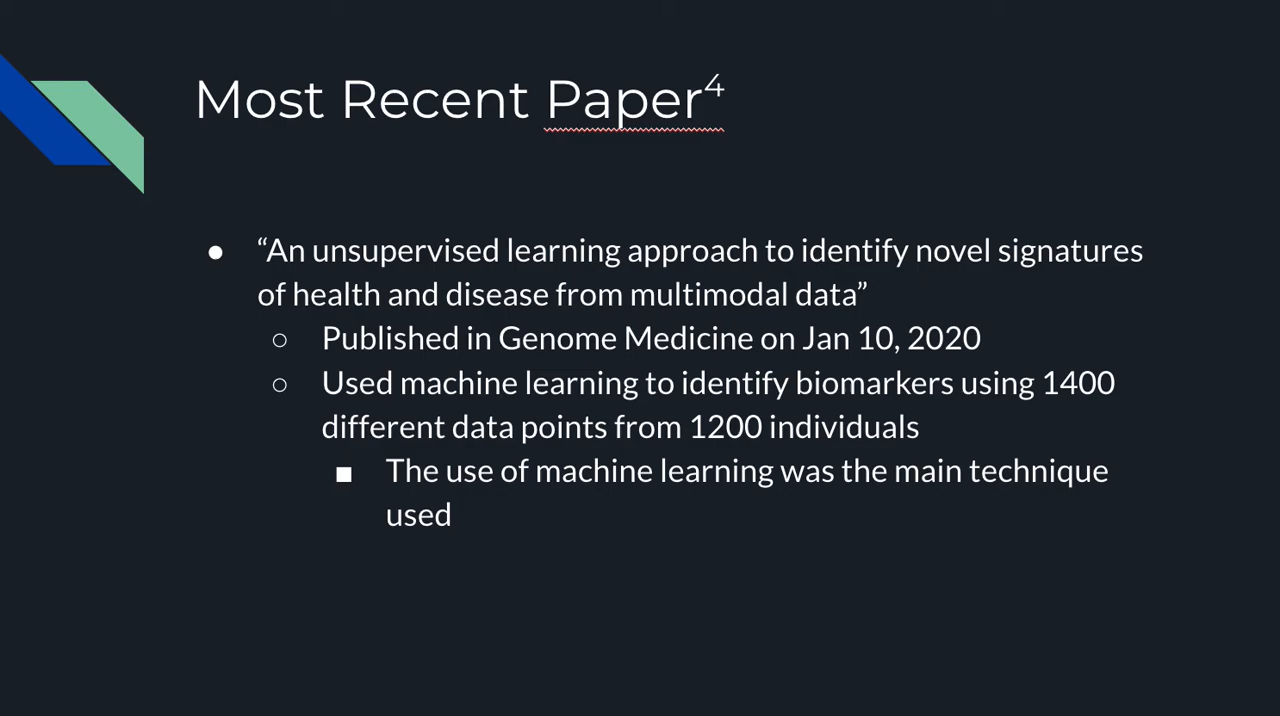 Most Recent Paper⁴
● “An unsupervised learning approach to identify novel signatures
of health and disease from multimodal data”
○ Published in Genome Medicine on Jan 10, 2020
○ Used machine learning to identify biomarkers using 1400
different data points from 1200 individuals
■ The use of machine learning was the main technique
used